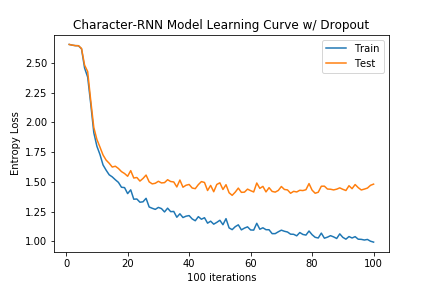 Character-RNN Model Learning Curve w/ Dropout
Train
Test
Entropy Loss
2.50
2.25
2.00
1.75
1.50
1.25
1.00
0
20
40
60
80
100
100 iterations